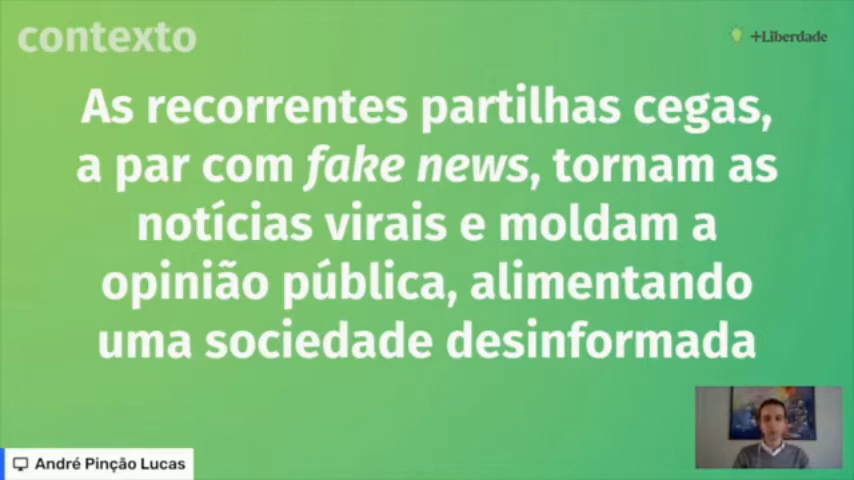 contexto
+Liberdade
As recorrentes partilhas cegas,
a par com fake news, tornam as
notícias virais e moldam a
opinião pública, alimentando
uma sociedade desinformada
André Pinção Lucas